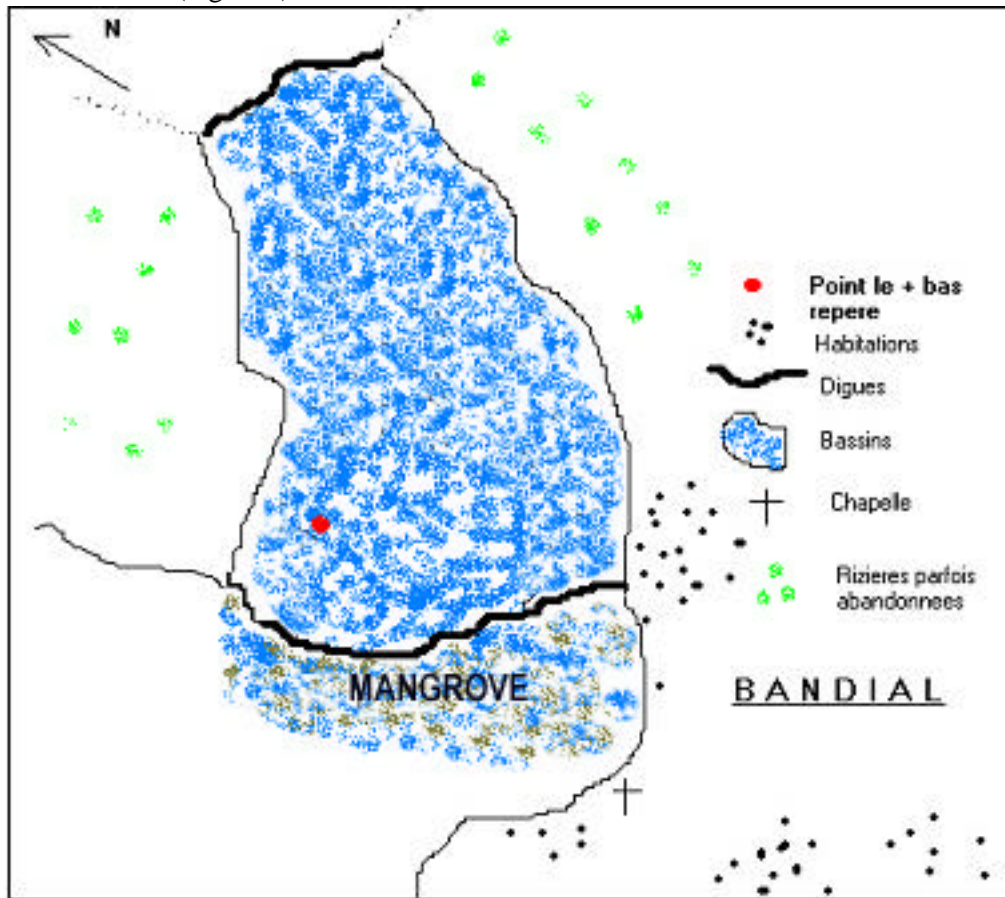 N
Point le + bas
repere
Habitations
Digues
Bassins
Chapelle
Rizieres parfois
abandonnees
MANGROVE
BANDIAL